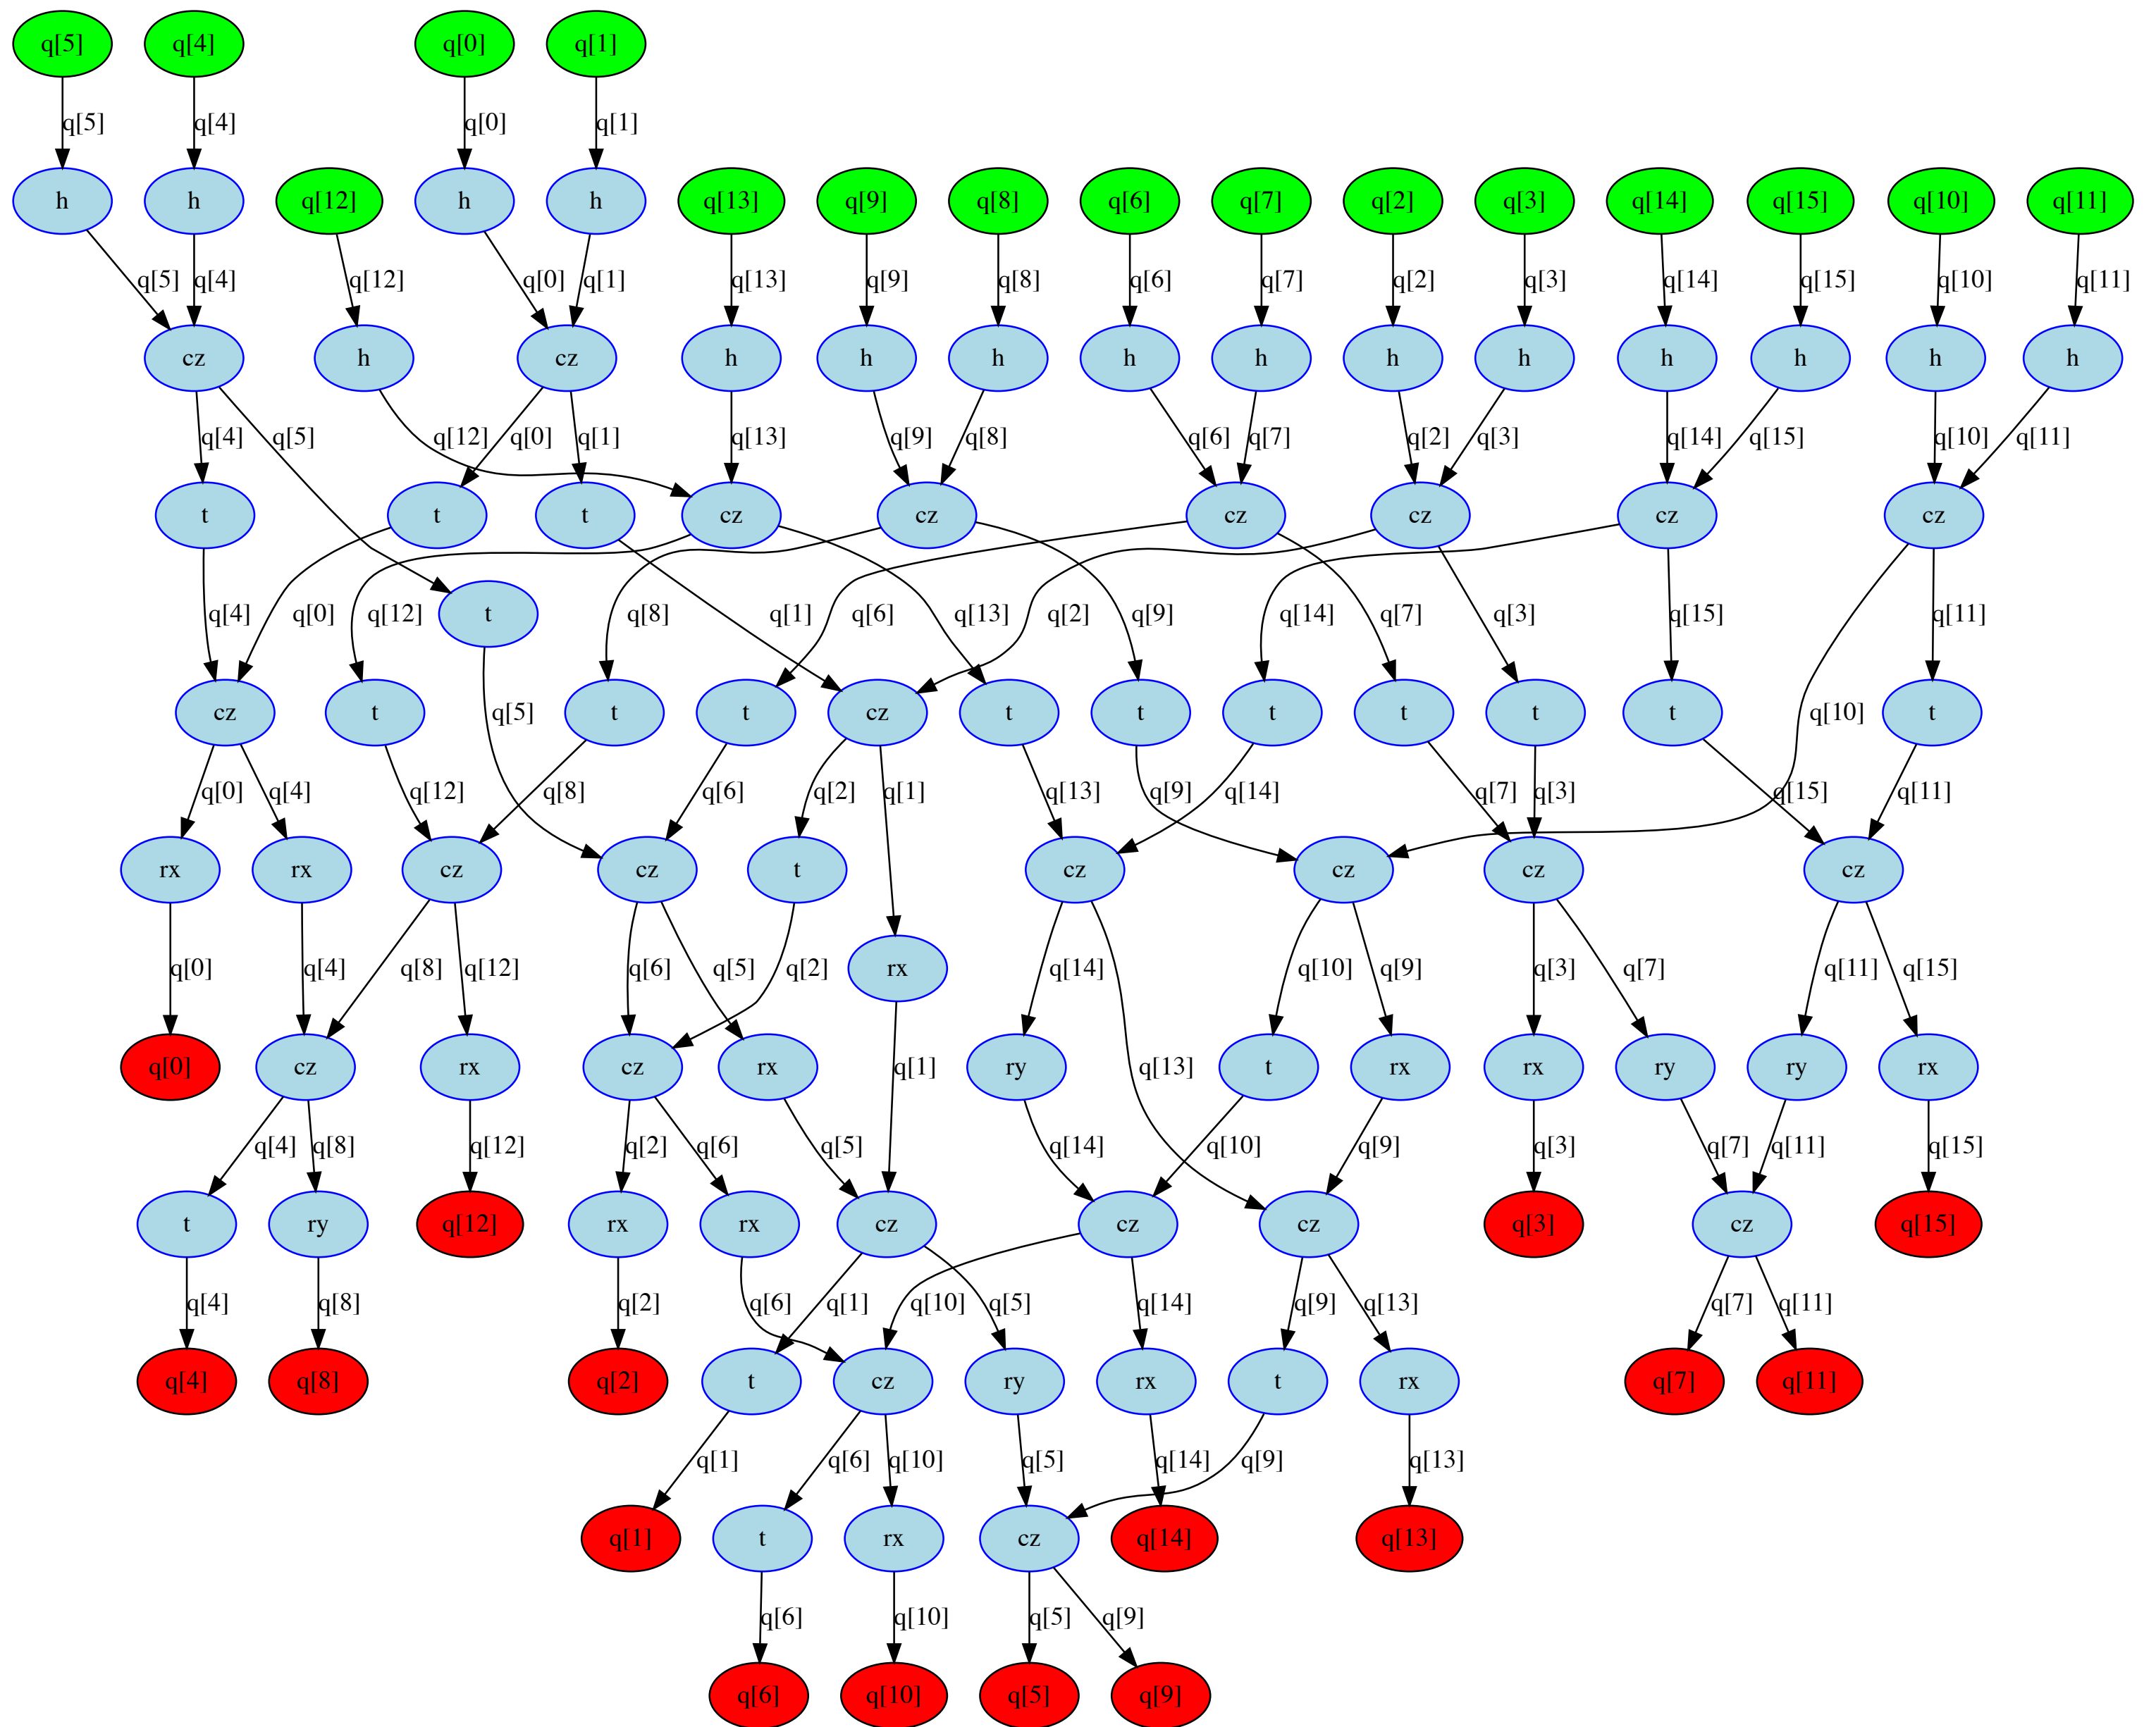 q[5] q[4] q[0] q[1]
q[5] q[4] q[0] q[1]
h h q[12] h h q[13] q[9] q[8] q[6] q[7] q[2] q[3] q[14] q[15] q[10] q[11]
q[5] q[4] q[12] q[0] q[1] q[13] q[9] q[8] q[6] q[7] q[2] q[3] q[14] q[15] q[10] q[11]
cz h cz h h h h h h h h h h h
q[4] q[5] q[12] q[0] q[1] q[13] q[9] q[8] q[6] q[7] q[2] q[3] q[14] q[15] q[10] q[11]
t t t cz cz cz cz cz cz
q[4] q[0] q[12] t q[8] q[1] q[6] q[13] q[2] q[9] q[14] q[7] q[3] q[15] q[11]
cz t q[5] t t cz t t t t t t t q[10]
q[0] q[4] q[12] q[8] q[6] q[2] q[1] q[13] q[9] q[14] q[7] q[3] q[15] q[11]
rx rx cz cz t cz cz cz cz
q[0] q[4] q[8] q[12] q[6] q[5] q[2] rx q[14] q[10] q[9] q[3] q[7] q[11] q[15]
q[0] cz rx cz rx q[1] ry q[13] t rx rx ry ry rx
q[4] q[8] q[12] q[2] q[6] q[5] q[14] q[10] q[9] q[3] q[7] q[11] q[15]
t ry q[12] rx rx cz cz cz q[3] cz q[15]
q[4] q[8] q[2] q[6] q[1] q[10] q[5] q[14] q[9] q[13] q[7] q[11]
q[4] q[8] q[2] t cz ry rx t rx q[7] q[11]
q[1] q[6] q[10] q[5] q[14] q[9] q[13]
q[1] t rx cz q[14] q[13]
q[6] q[10] q[5] q[9]
q[6] q[10] q[5] q[9]